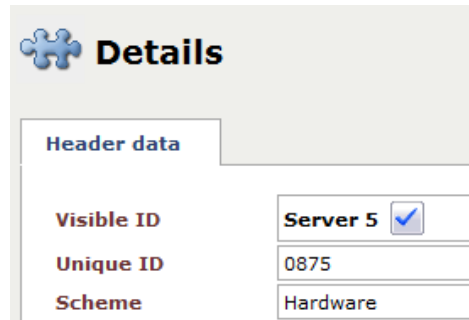 Details
Header data
Visible ID Server 5
Unique ID 0875
Scheme Hardware